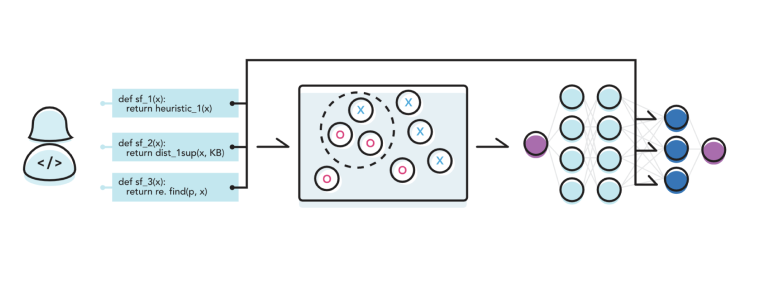 </>
def sf_1(x):
return heuristic_1(x)
def sf_2(x):
return dist_1sup(x, KB)
def sf_3(x):
return re. find(p, x)
X
X
O
O
X
X
O
O